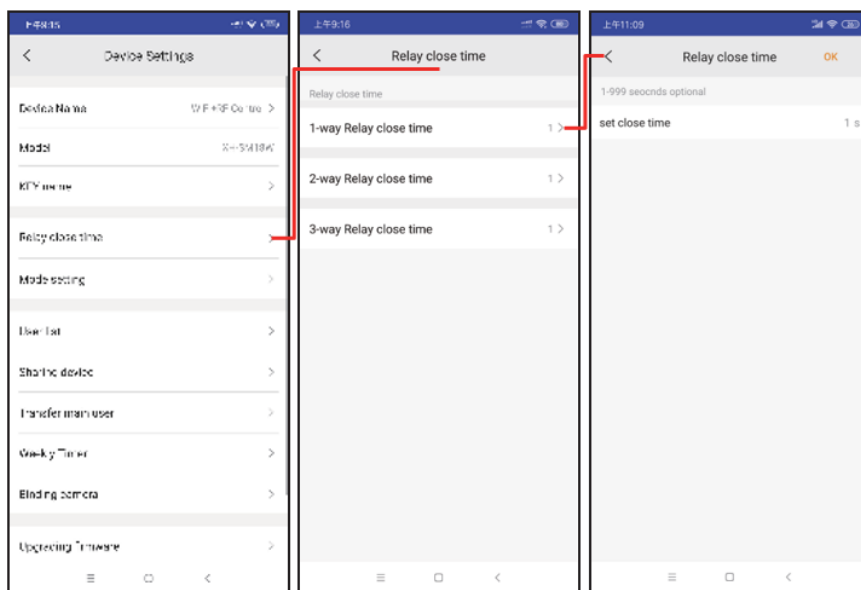 Device Settings
Device Name
Model
KEY name
Relay close time
Mode setting
User list
Sharing device
Transfer main user
Weekly Timer
Binding camera
Upgrading firmware
上午9:16
Relay close time
Relay close time
1-way Relay close time 1
2-way Relay close time 1
3-way Relay close time 1
上午11:09
Relay close time OK
1-999 seocnds optional
set close time 1 s